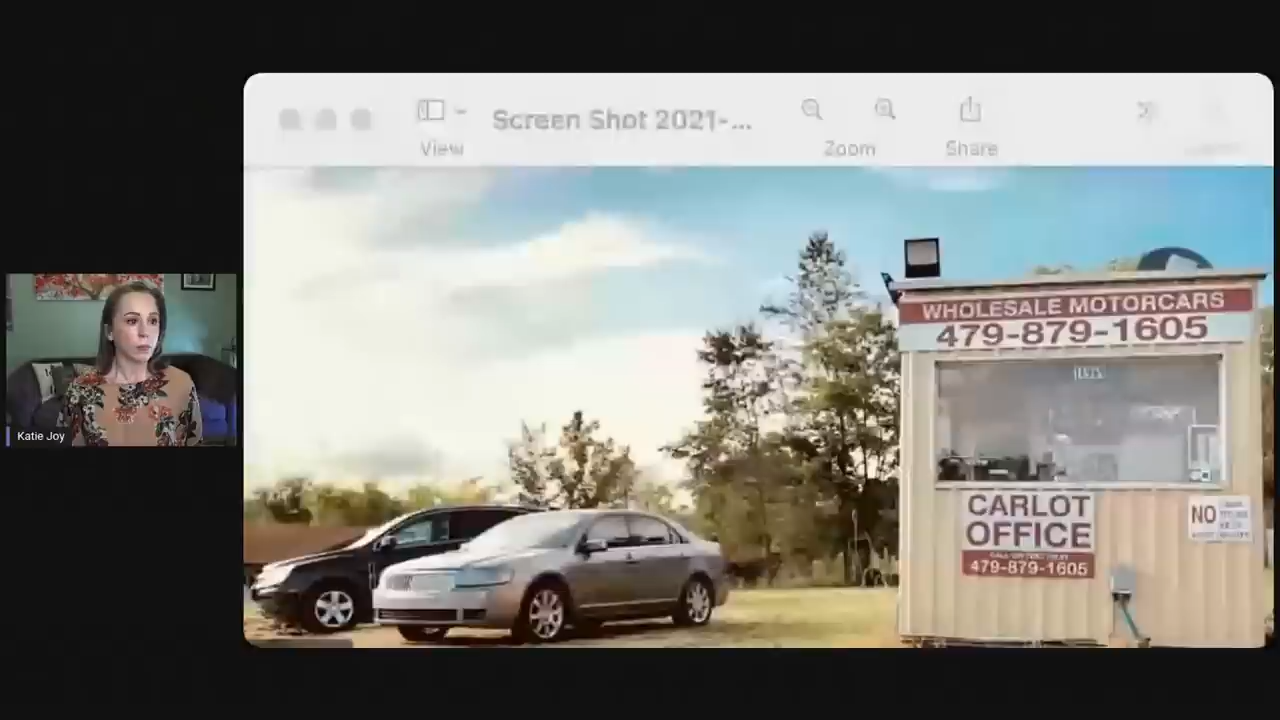 Screen Shot 2021-...
View
Zoom
Share
WHOLESALE MOTORCARS
479-879-1605
CARLOT
OFFICE
479-879-1605
NO
Katie Joy